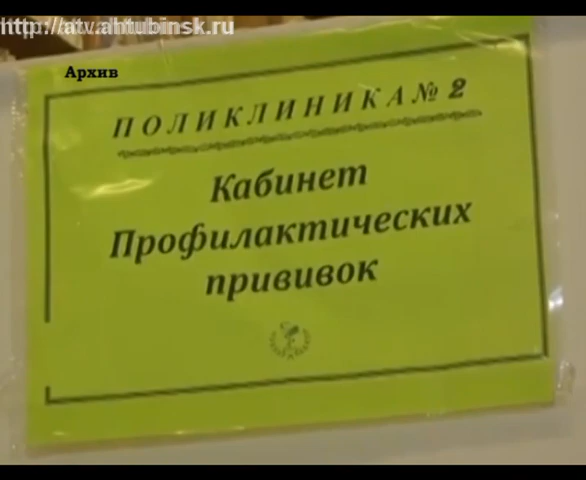 http://atv.ahtubinsk.ru
Архив
ПОЛИКЛИНИКА № 2
Кабинет
Профилактических
прививок